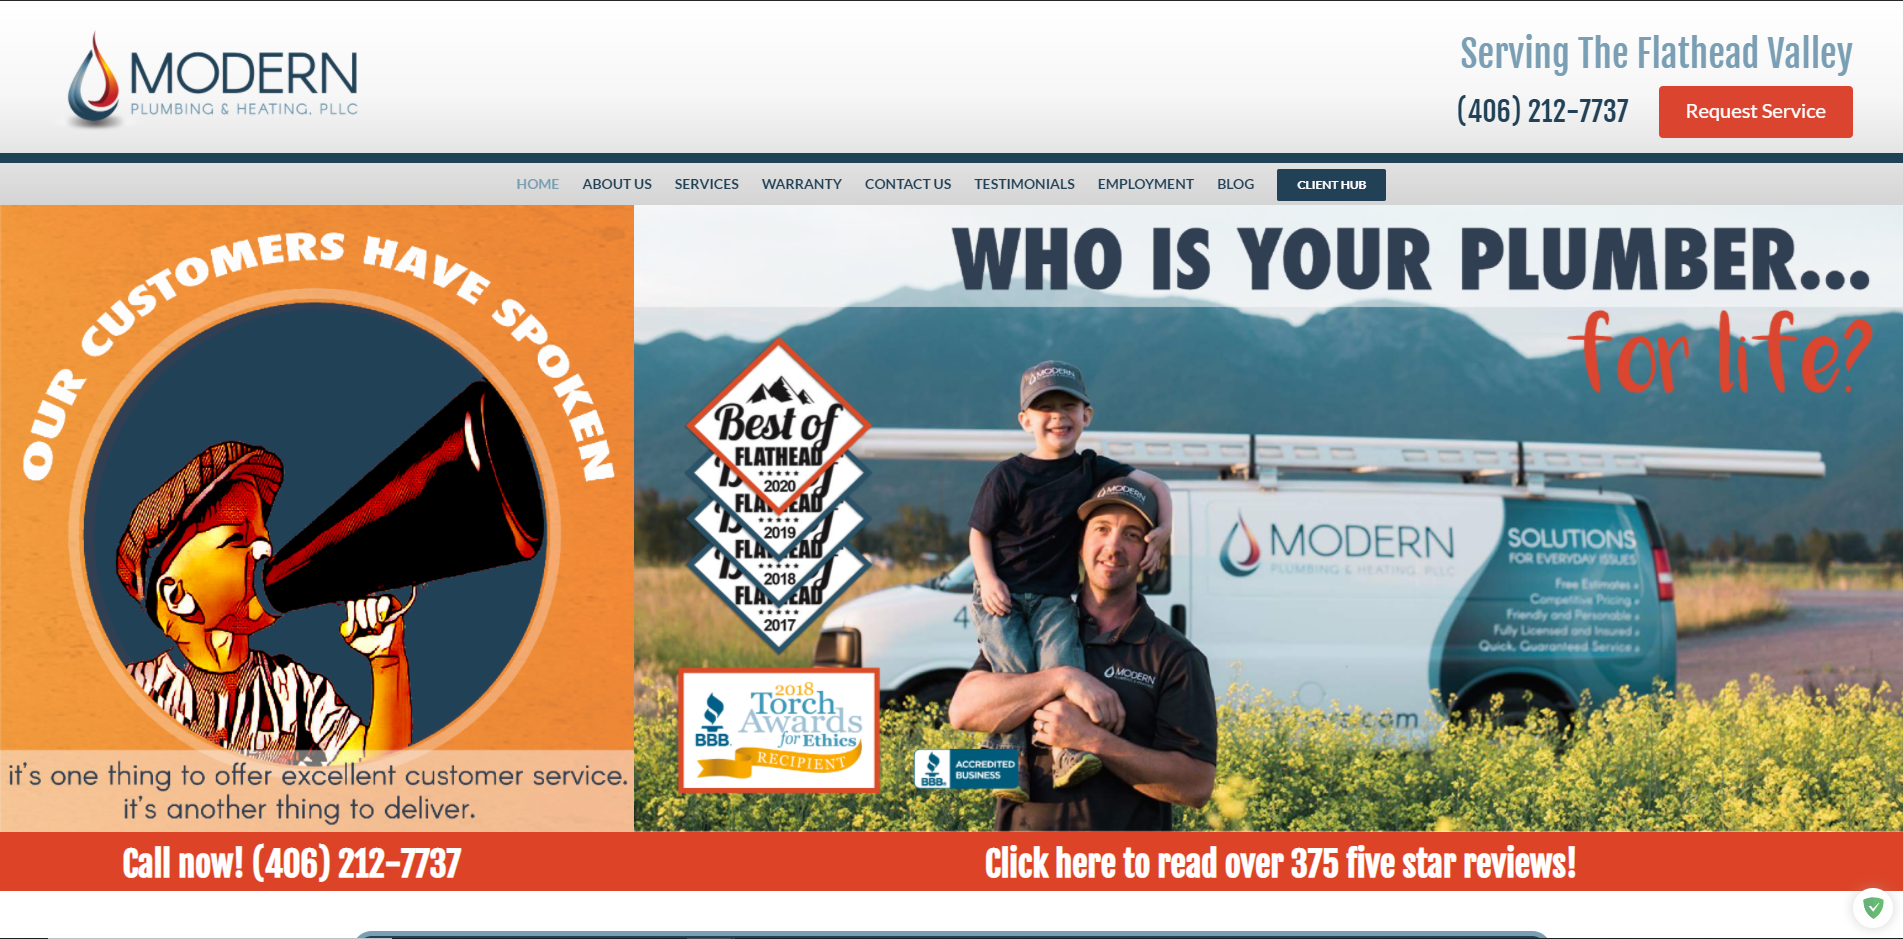 MODERN
PLUMBING & HEATING, PLLC
Serving The Flathead Valley
(406) 212-7737
Request Service
HOME
ABOUT US
SERVICES
WARRANTY
CONTACT US
TESTIMONIALS
EMPLOYMENT
BLOG
CLIENT HUB
OUR CUSTOMERS HAVE SPOKEN
it's one thing to offer excellent customer service.
it's another thing to deliver.
WHO IS YOUR PLUMBER...
for life?
Best of
FLATHEAD
2020
FLATHEAD
2019
FLATHEAD
2018
FLATHEAD
2017
BBB.
2018
Torch
Awards
for Ethics
RECIPIENT
BBB.
ACCREDITED
BUSINESS
MODERN
MODERN
MODERN
4
MODERN
PLUMBING & HEATING, PLLC
SOLUTIONS
FOR EVERYDAY ISSUES
Free Estimates
Competitive Pricing
Friendly and Personable
Fully Licensed and Insured
Quick, Guaranteed Service
Call now! (406) 212-7737
Click here to read over 375 five star reviews!